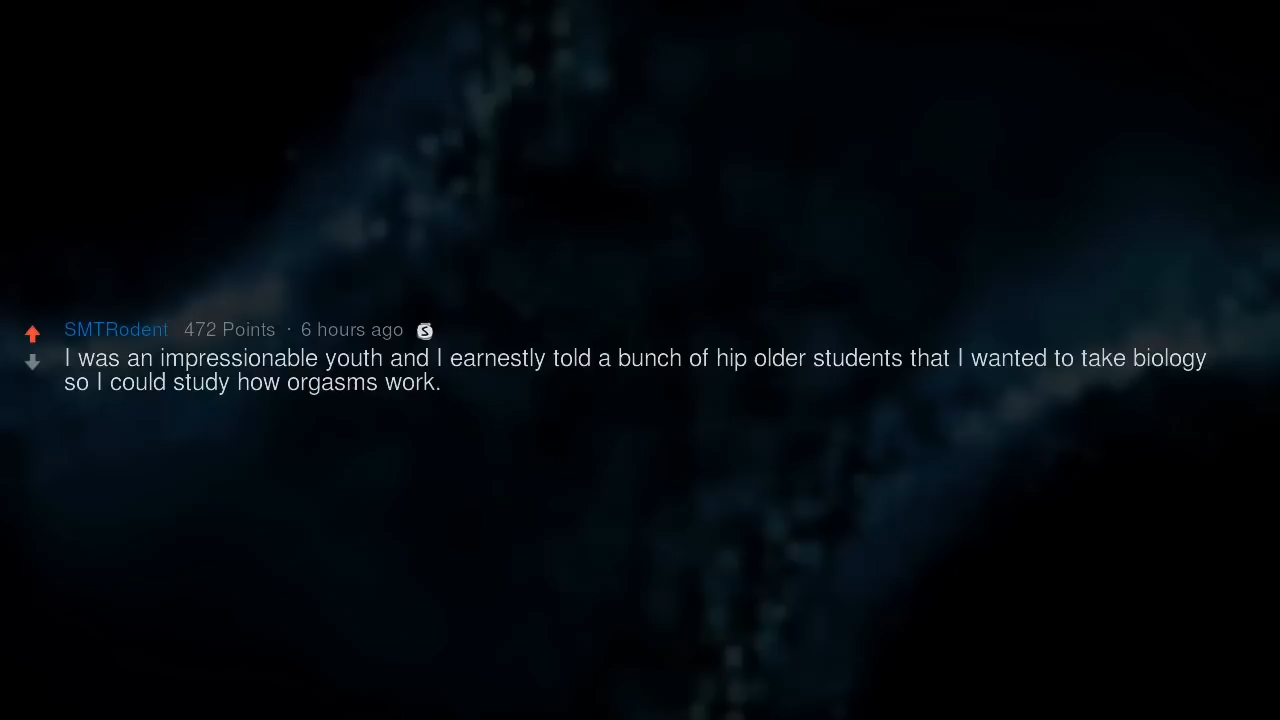 SMTRodent 472 Points · 6 hours ago S
I was an impressionable youth and I earnestly told a bunch of hip older students that I wanted to take biology
so I could study how orgasms work.